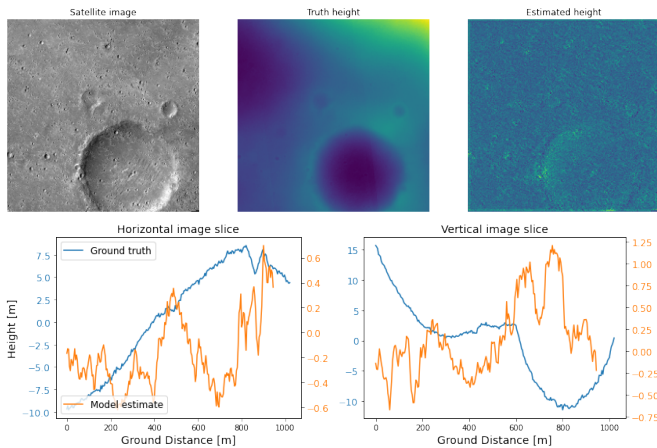 Satellite image
Truth height
Estimated height
Horizontal image slice
Vertical image slice
Height [m]
7.5
5.0
2.5
0.0
−2.5
−5.0
−7.5
−10.0
Ground truth
Model estimate
0.6
0.4
0.2
0.0
−0.2
−0.4
−0.6
15
10
5
0
−5
−10
1.25
1.00
0.75
0.50
0.25
0.00
−0.25
−0.50
−0.75
0 200 400 600 800 1000
0 200 400 600 800 1000
Ground Distance [m]
Ground Distance [m]